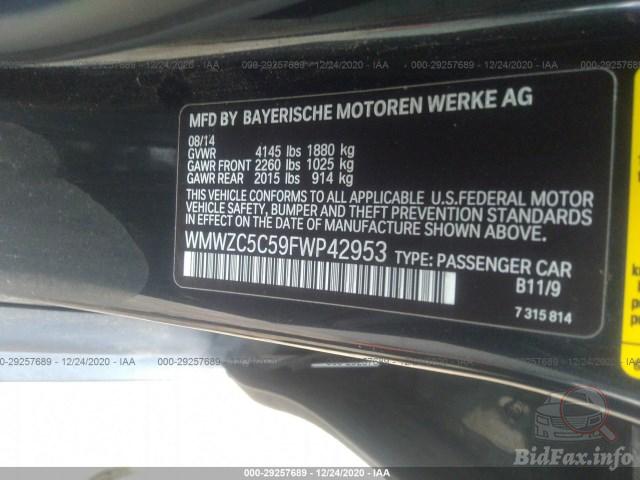 000-29257689 - 12/24/2020 - IAA 000-29257689 - 12/24/2020 - IAA 000-29257689 - 12/24/2020 - IAA
MFD BY BAYERISCHE MOTOREN WERKE AG
08/14
GVWR 4145 lbs 1880 kg
GAWR FRONT 2260 lbs 1025 kg
GAWR REAR 2015 lbs 914 kg
THIS VEHICLE CONFORMS TO ALL APPLICABLE U.S.FEDERAL MOTOR
VEHICLE SAFETY, BUMPER AND THEFT PREVENTION STANDARDS
IN EFFECT ON THE DATE OF MANUFACTURE SHOWN ABOVE.
WMWZC5C59FWP42953 TYPE: PASSENGER CAR
B11/9
7 315 814
000-29257689 - 12/24/2020 - IAA 000-29257689 - 12/24/2020 - IAA 000-29257689 - 12/24/2020 - IAA
BidFax.info
000-29257689 - 12/24/2020 - IAA